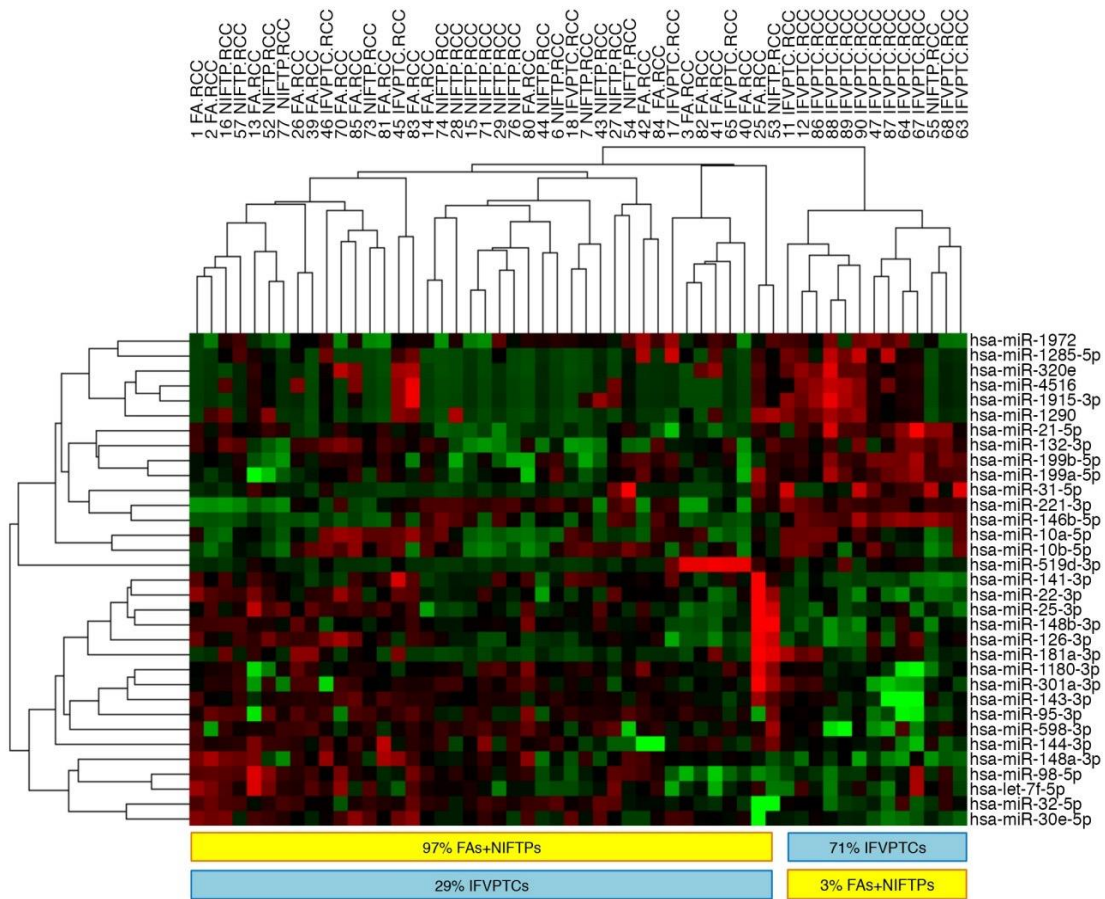 1 FA.RCC
2 FA.RCC
16 NIFTP.RCC
57 NIFTP.RCC
13 FA.RCC
52 NIFTP.RCC
77 NIFTP.RCC
26 FA.RCC
39 FA.RCC
46 IFVPTC.RCC
70 FA.RCC
85 FA.RCC
73 NIFTP.RCC
81 FA.RCC
45 IFVPTC.RCC
83 FA.RCC
14 FA.RCC
74 NIFTP.RCC
28 NIFTP.RCC
15 NIFTP.RCC
71 NIFTP.RCC
29 NIFTP.RCC
76 NIFTP.RCC
80 FA.RCC
44 NIFTP.RCC
6 NIFTP.RCC
18 IFVPTC.RCC
7 NIFTP.RCC
43 NIFTP.RCC
27 NIFTP.RCC
54 NIFTP.RCC
42 FA.RCC
84 FA.RCC
17 IFVPTC.RCC
3 FA.RCC
82 FA.RCC
41 FA.RCC
65 IFVPTC.RCC
40 FA.RCC
25 FA.RCC
53 NIFTP.RCC
11 IFVPTC.RCC
12 IFVPTC.RCC
86 IFVPTC.RCC
88 IFVPTC.RCC
89 IFVPTC.RCC
90 IFVPTC.RCC
47 IFVPTC.RCC
87 IFVPTC.RCC
64 IFVPTC.RCC
67 IFVPTC.RCC
55 NIFTP.RCC
68 IFVPTC.RCC
63 IFVPTC.RCC
hsa-miR-1972
hsa-miR-1285-5p
hsa-miR-320e
hsa-miR-4516
hsa-miR-1915-3p
hsa-miR-1290
hsa-miR-21-5p
hsa-miR-132-3p
hsa-miR-199b-5p
hsa-miR-199a-5p
hsa-miR-31-5p
hsa-miR-221-3p
hsa-miR-146b-5p
hsa-miR-10a-5p
hsa-miR-10b-5p
hsa-miR-519d-3p
hsa-miR-141-3p
hsa-miR-22-3p
hsa-miR-25-3p
hsa-miR-148b-3p
hsa-miR-126-3p
hsa-miR-181a-3p
hsa-miR-1180-3p
hsa-miR-301a-3p
hsa-miR-143-3p
hsa-miR-95-3p
hsa-miR-598-3p
hsa-miR-144-3p
hsa-miR-148a-3p
hsa-miR-98-5p
hsa-let-7f-5p
hsa-miR-32-5p
hsa-miR-30e-5p
97% FAs+NIFTPs
71% IFVPTCs
29% IFVPTCs
3% FAs+NIFTPs